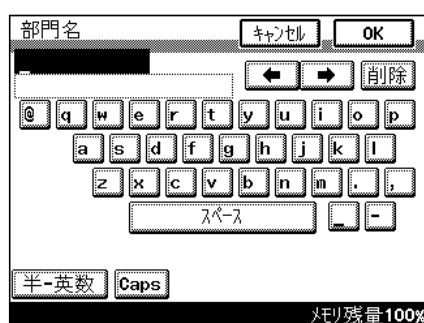 部門名 ｷｬﾝｾﾙ OK
← → 削除
@ q w e r t y u i o p
a s d f g h j k l
z x c v b n m . ,
ｽﾍﾟｰｽ _ -
半-英数 Caps
ﾒﾓﾘ残量100%